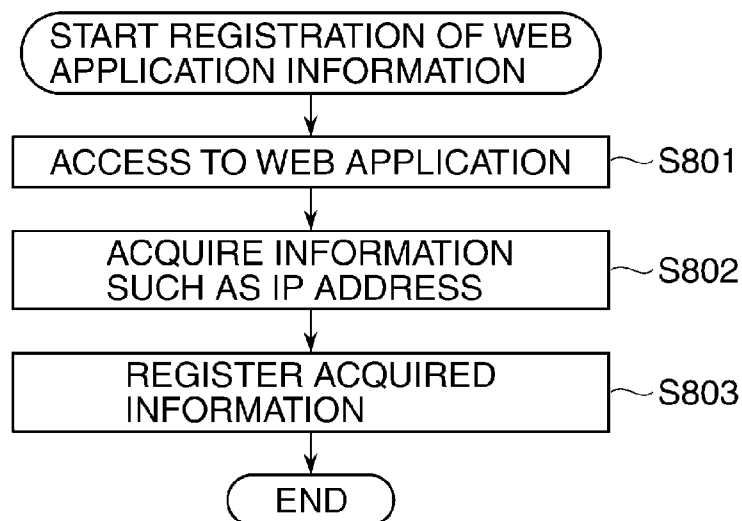 START REGISTRATION OF WEB
APPLICATION INFORMATION
ACCESS TO WEB APPLICATION
S801
ACQUIRE INFORMATION
SUCH AS IP ADDRESS
S802
REGISTER ACQUIRED
INFORMATION
S803
END